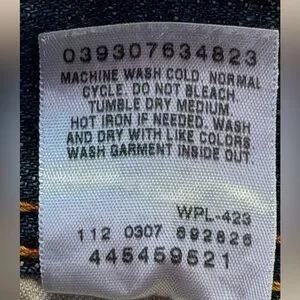 039307634823
MACHINE WASH COLD, NORMAL
CYCLE. DO NOT BLEACH
TUMBLE DRY MEDIUM
HOT IRON IF NEEDED. WASH
AND DRY WITH LIKE COLORS.
WASH GARMENT INSIDE OUT.
WPL-423
112 0307 692626
445459521